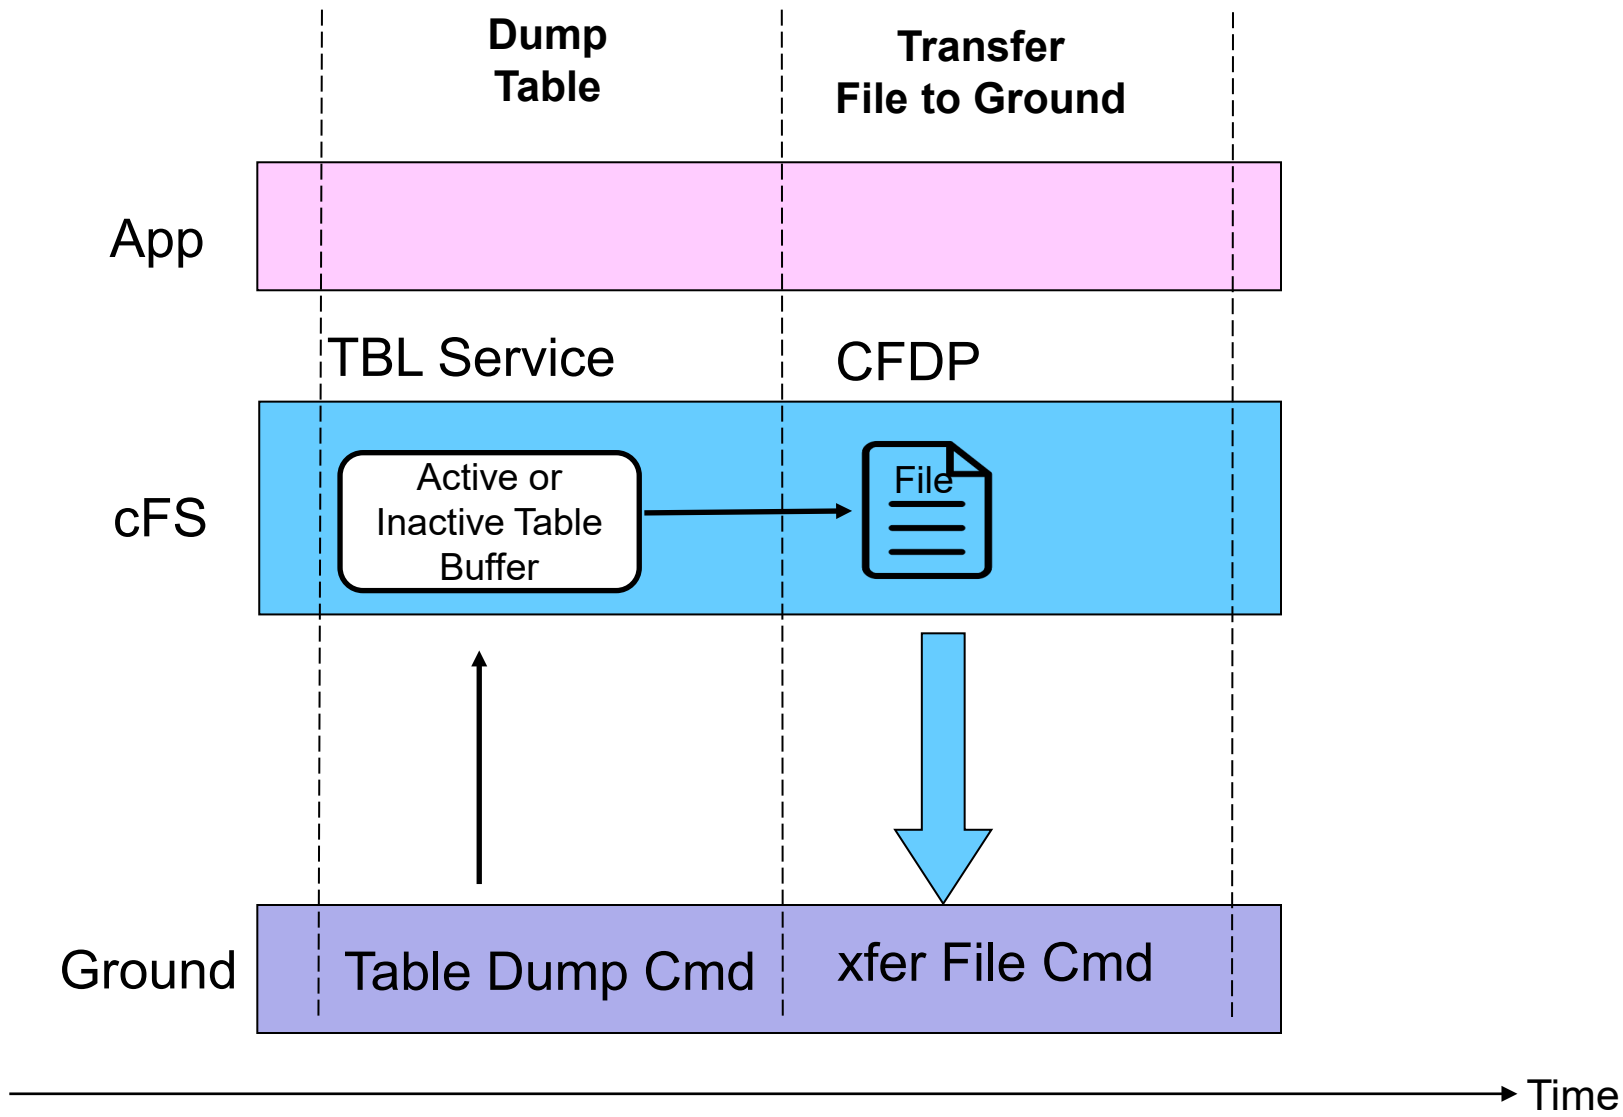 Dump
Table
Transfer
File to Ground
App
TBL Service
CFDP
cFS
Active or
Inactive Table
Buffer
File
Ground
Table Dump Cmd
xfer File Cmd
Time